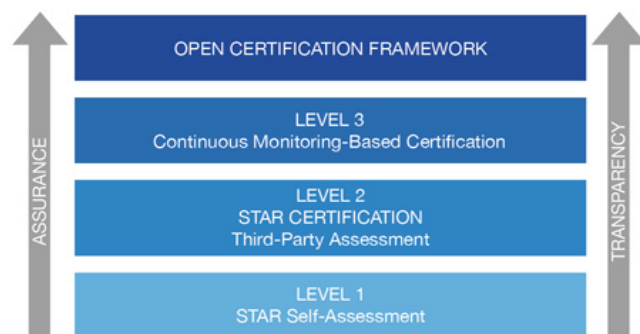 OPEN CERTIFICATION FRAMEWORK
LEVEL 3
Continuous Monitoring-Based Certification
LEVEL 2
STAR CERTIFICATION
Third-Party Assessment
LEVEL 1
STAR Self-Assessment
ASSURANCE
TRANSPARENCY